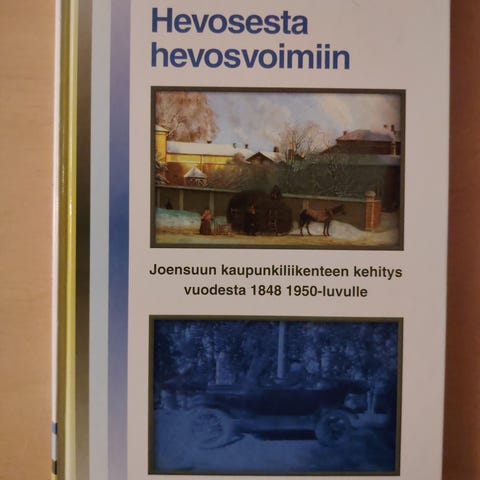 Hevosesta
hevosvoimiin
Joensuun kaupunkiliikenteen kehitys
vuodesta 1848 1950-luvulle